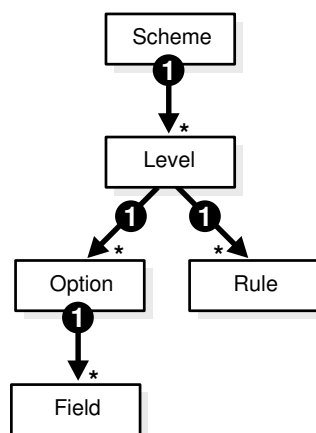 Scheme
1
*
Level
1 1
* *
Option Rule
1
*
Field